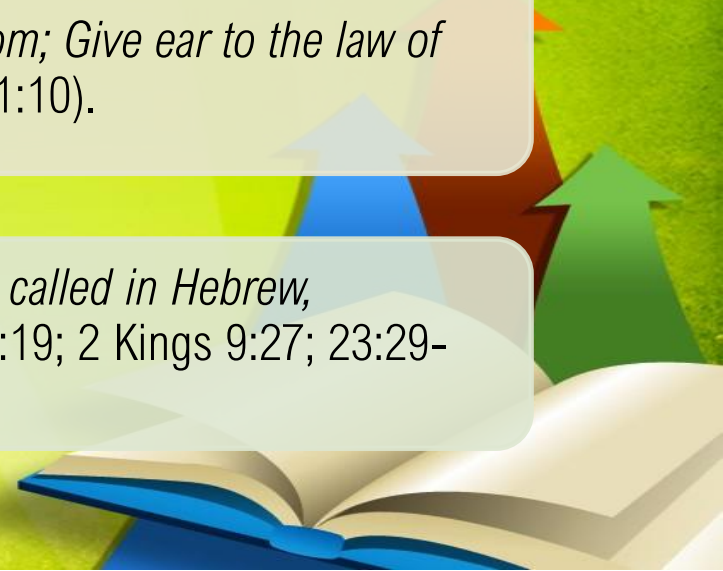 om; Give ear to the law of
1:10).
called in Hebrew,
:19; 2 Kings 9:27; 23:29-